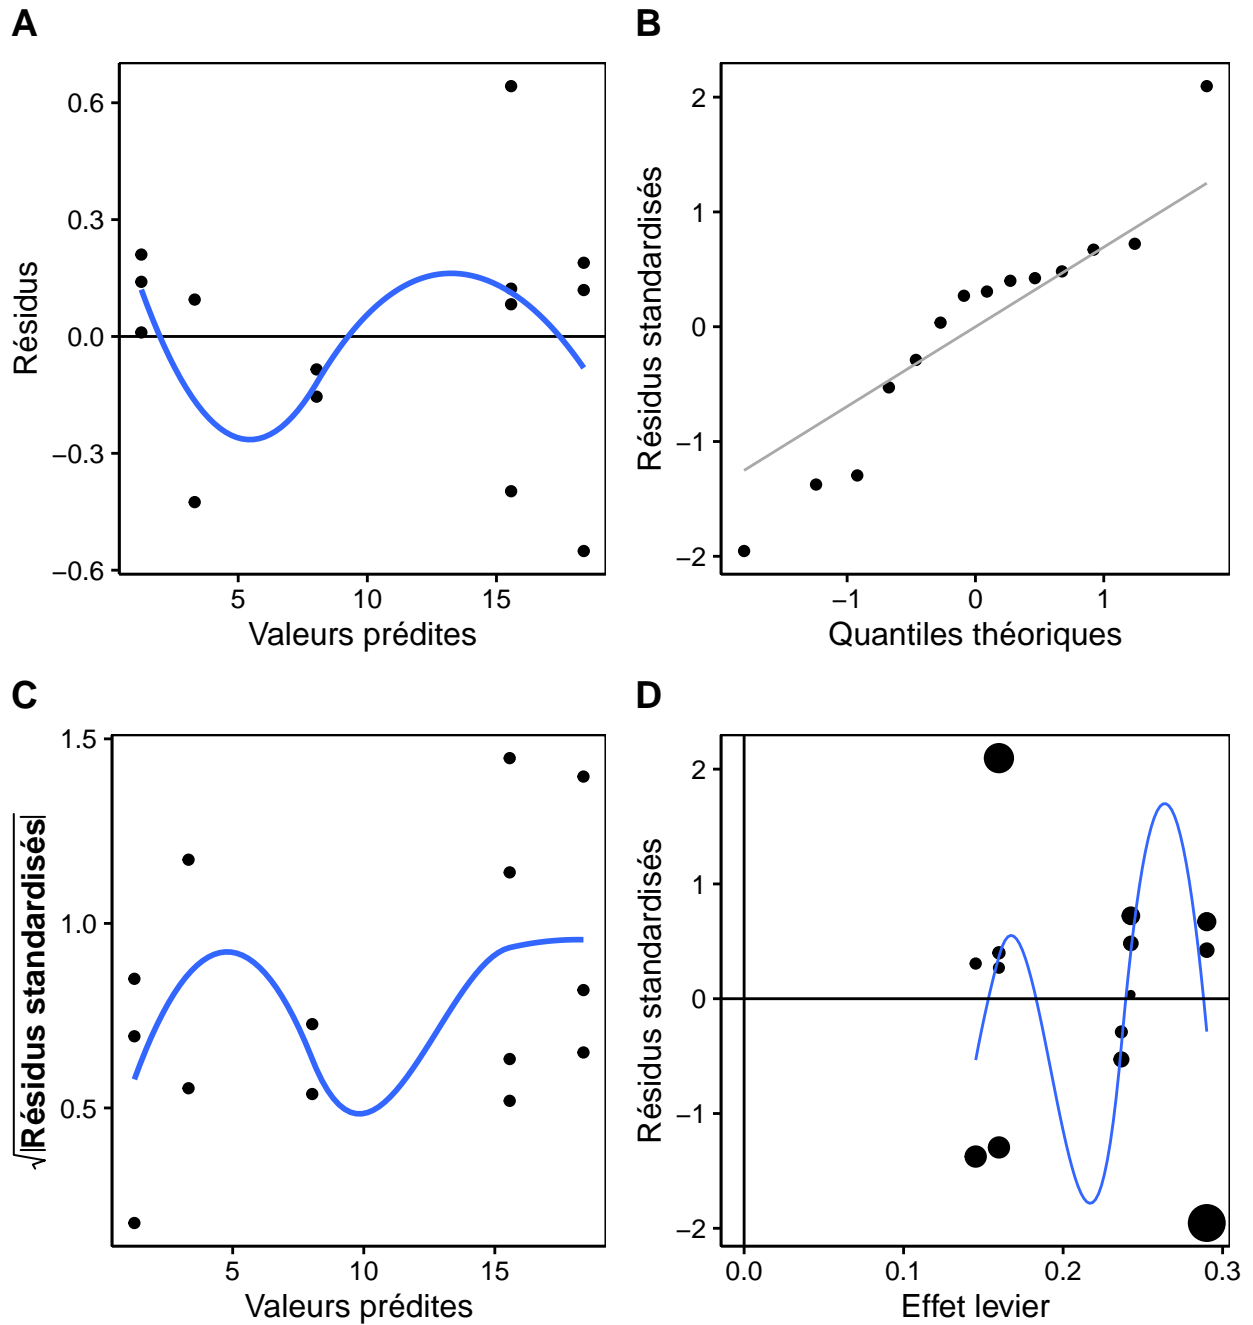 A
0.6
0.3
0.0
−0.3
−0.6
Résidus
5 10 15
Valeurs prédites
B
2
1
0
−1
−2
Résidus standardisés
−1 0 1
Quantiles théoriques
C
1.5
1.0
0.5
√|Résidus standardisés|
5 10 15
Valeurs prédites
D
2
1
0
−1
−2
Résidus standardisés
0.0 0.1 0.2 0.3
Effet levier